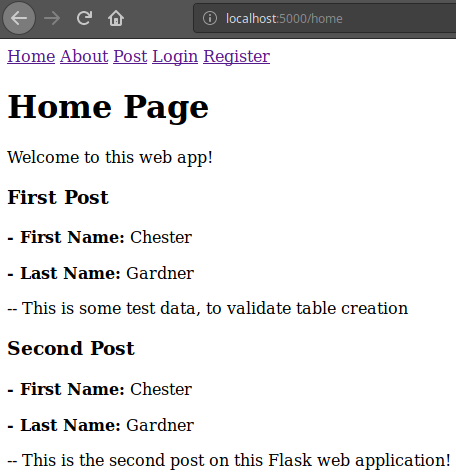 localhost:5000/home
Home About Post Login Register
Home Page
Welcome to this web app!
First Post
- First Name: Chester
- Last Name: Gardner
-- This is some test data, to validate table creation
Second Post
- First Name: Chester
- Last Name: Gardner
-- This is the second post on this Flask web application!